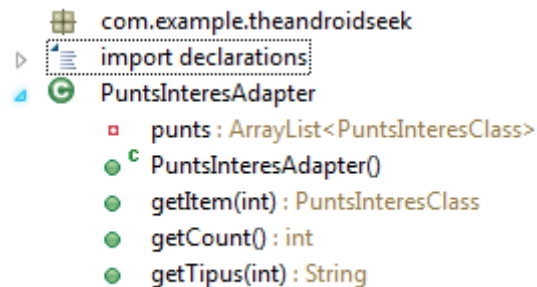 com.example.theandroidseek
import declarations
C PuntsInteresAdapter
punts : ArrayList<PuntsInteresClass>
C PuntsInteresAdapter()
getItem(int) : PuntsInteresClass
getCount() : int
getTipus(int) : String